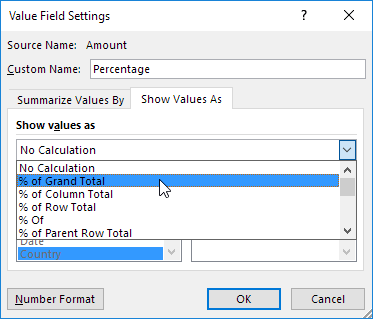 Value Field Settings
Source Name: Amount
Custom Name: Percentage
Summarize Values By Show Values As
Show values as
No Calculation
No Calculation
% of Grand Total
% of Column Total
% of Row Total
% Of
% of Parent Row Total
Date
Country
Number Format OK Cancel